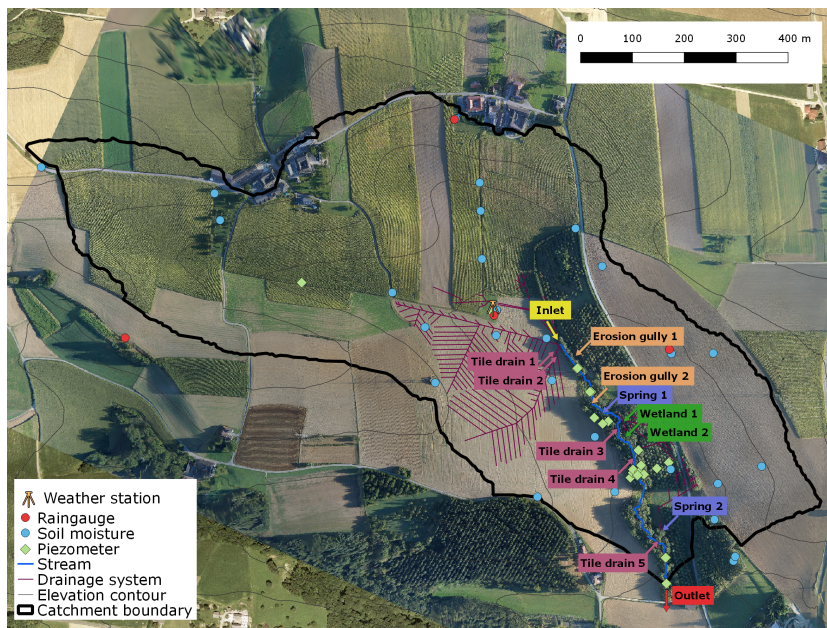 0 100 200 300 400 m
Inlet
Erosion gully 1
Tile drain 1
Tile drain 2
Erosion gully 2
Spring 1
Wetland 1
Wetland 2
Tile drain 3
Tile drain 4
Spring 2
Tile drain 5
Outlet
Weather station
Raingauge
Soil moisture
Piezometer
Stream
Drainage system
Elevation contour
Catchment boundary